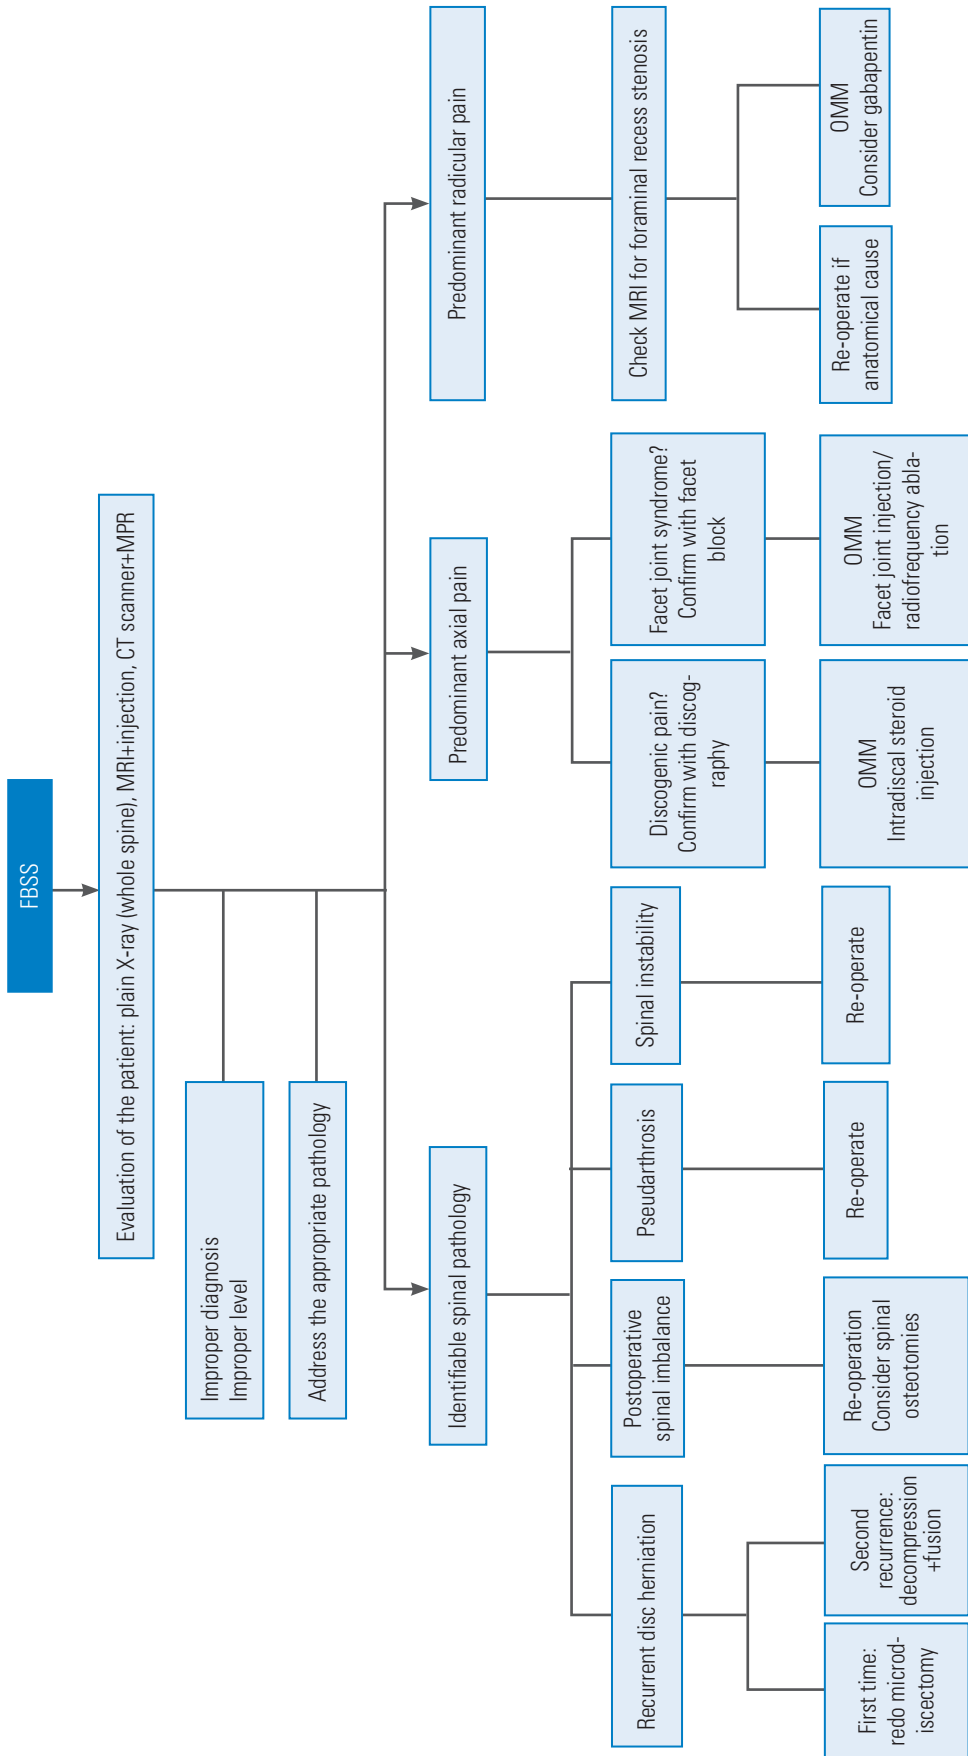 FBSS
Evaluation of the patient: plain X-ray (whole spine), MRI+injection, CT scanner+MPR
Improper diagnosis
Improper level
Address the appropriate pathology
Identifiable spinal pathology
Predominant axial pain
Predominant radicular pain
Recurrent disc herniation
Postoperative
spinal imbalance
Pseudarthrosis
Spinal instability
Discogenic pain?
Confirm with discog-
raphy
Facet joint syndrome?
Confirm with facet
block
Check MRI for foraminal recess stenosis
First time:
redo microd-
iscectomy
Second
recurrence:
decompression
+fusion
Re-operation
Consider spinal
osteotomies
Re-operate
Re-operate
OMM
Intradiscal steroid
injection
OMM
Facet joint injection/
radiofrequency abla-
tion
Re-operate if
anatomical cause
OMM
Consider gabapentin